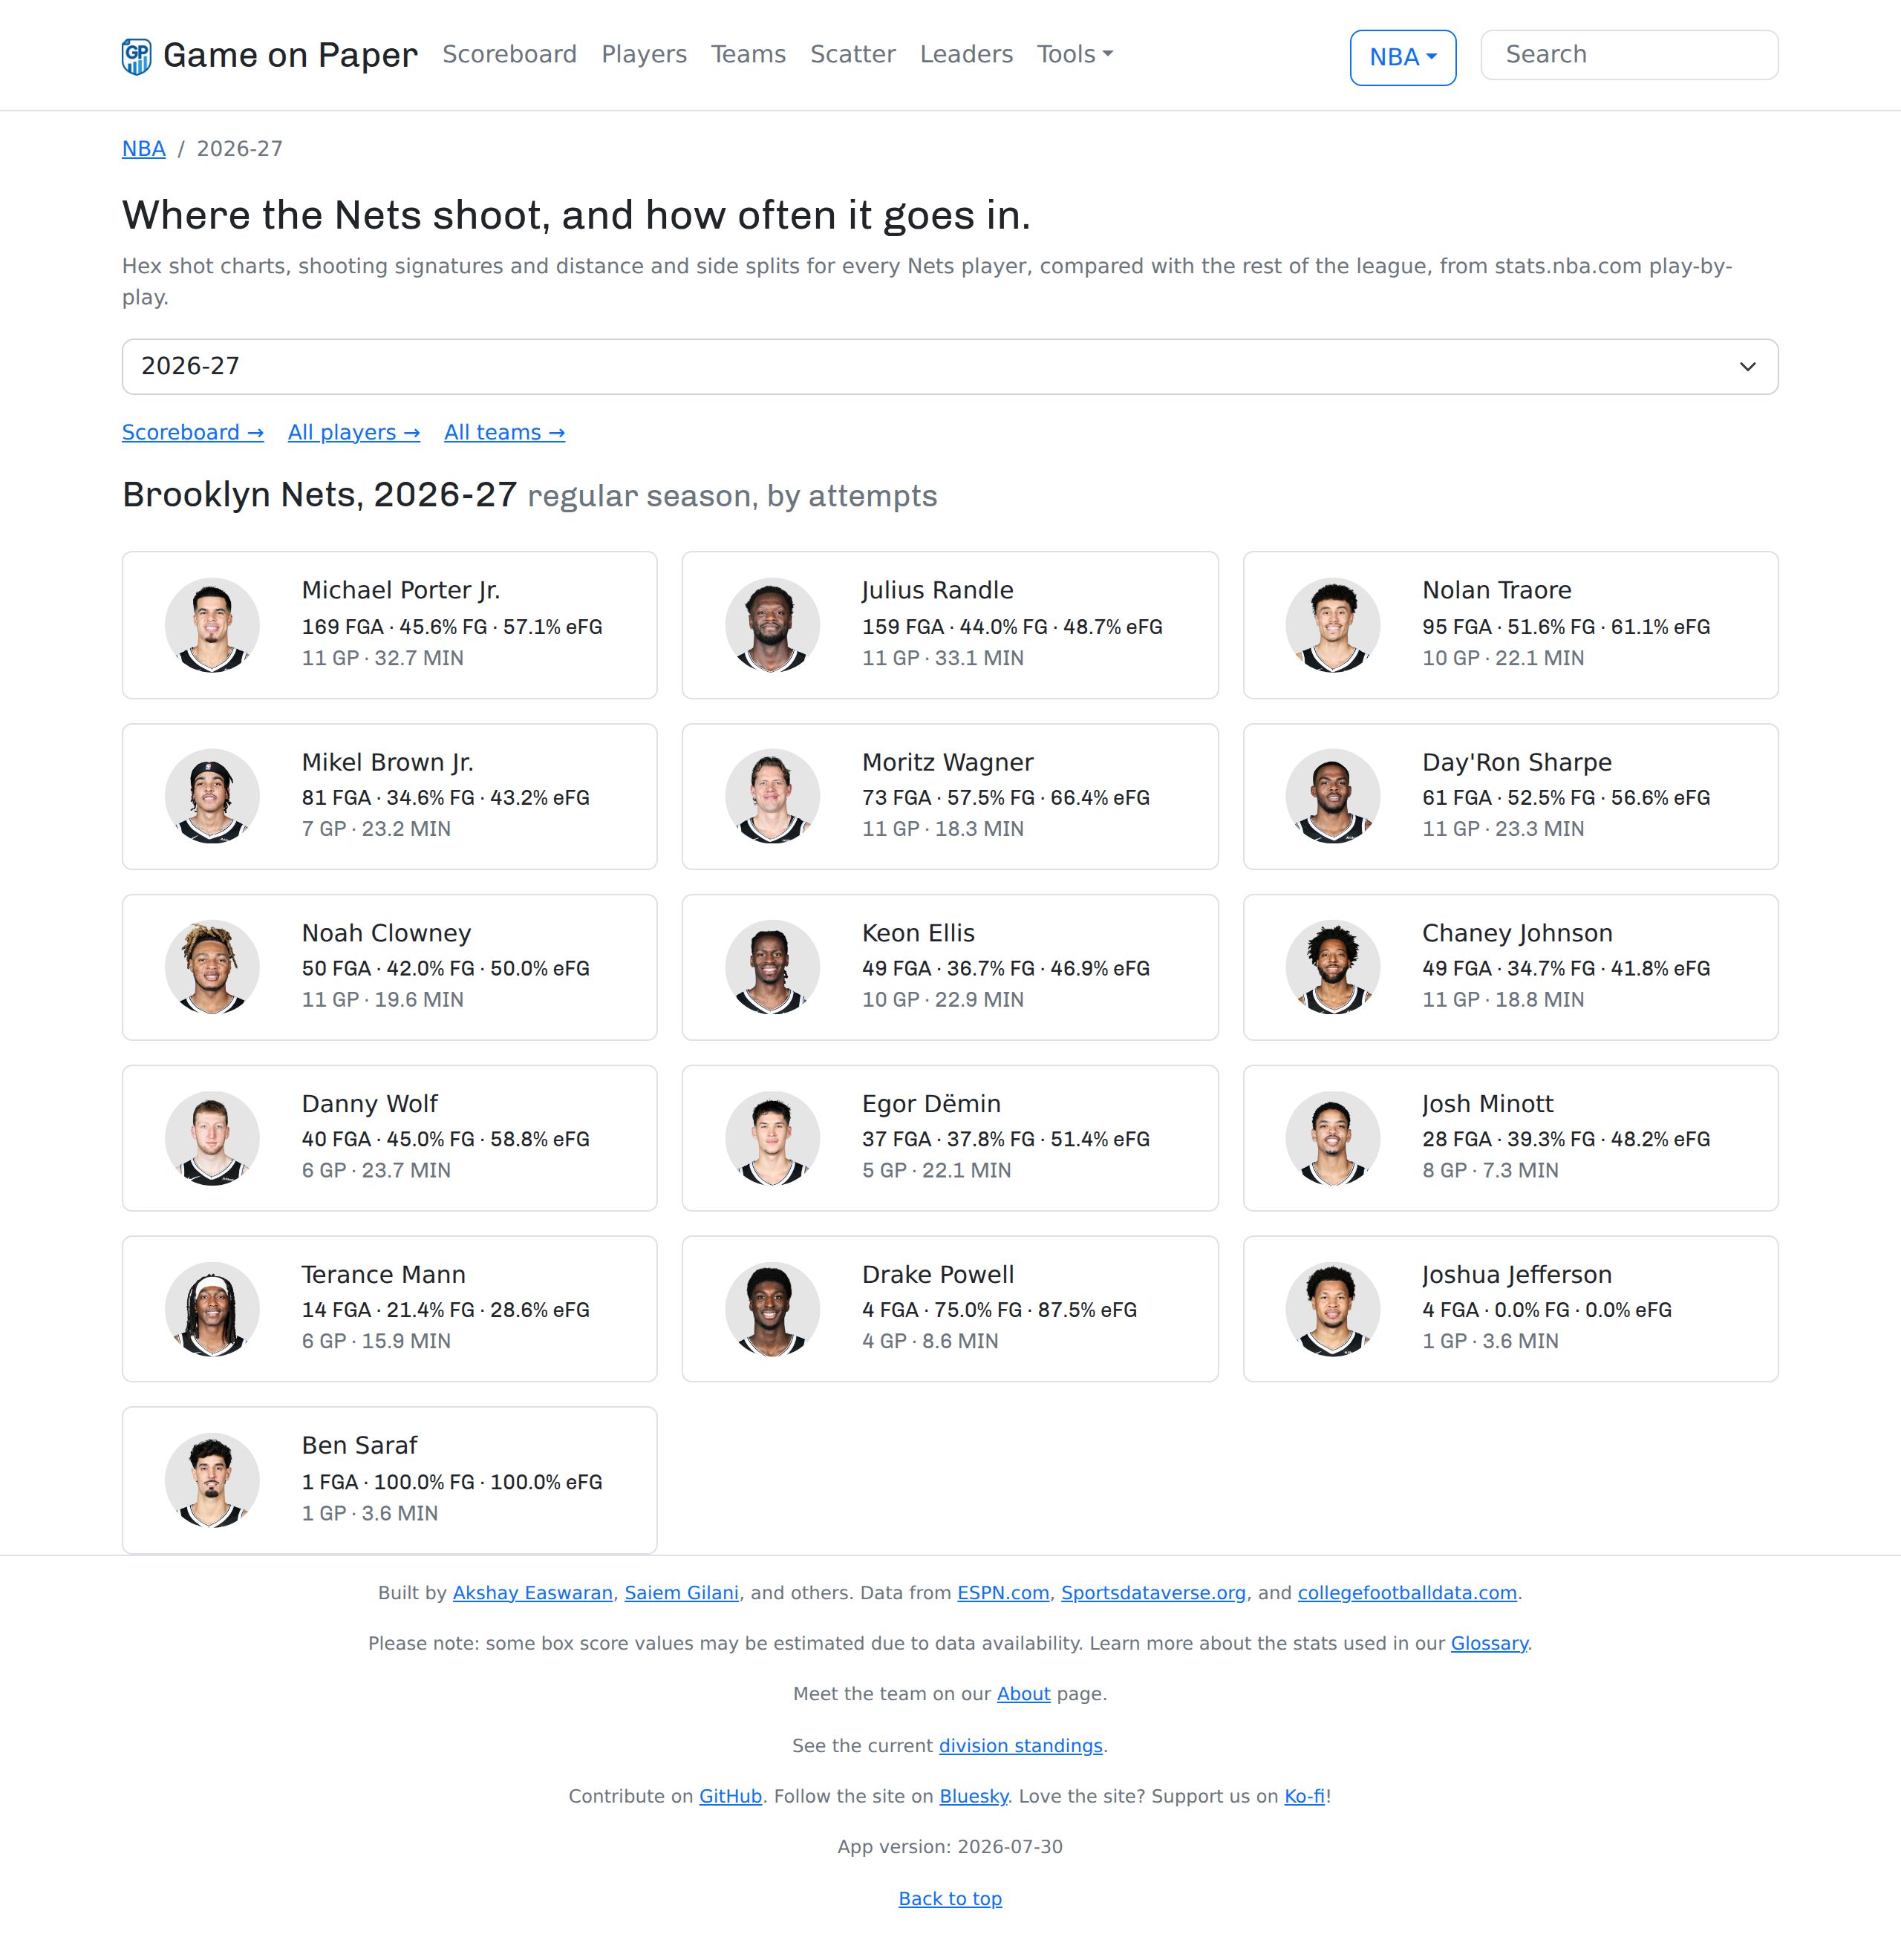 GP Game on Paper Scoreboard Players Teams Scatter Leaders Tools NBA Search
NBA / 2026-27
Where the Nets shoot, and how often it goes in.
Hex shot charts, shooting signatures and distance and side splits for every Nets player, compared with the rest of the league, from stats.nba.com play-by-
play.
2026-27
Scoreboard → All players → All teams →
Brooklyn Nets, 2026-27 regular season, by attempts
Michael Porter Jr.
169 FGA · 45.6% FG · 57.1% eFG
11 GP · 32.7 MIN
Julius Randle
159 FGA · 44.0% FG · 48.7% eFG
11 GP · 33.1 MIN
Nolan Traore
95 FGA · 51.6% FG · 61.1% eFG
10 GP · 22.1 MIN
Mikel Brown Jr.
81 FGA · 34.6% FG · 43.2% eFG
7 GP · 23.2 MIN
Moritz Wagner
73 FGA · 57.5% FG · 66.4% eFG
11 GP · 18.3 MIN
Day'Ron Sharpe
61 FGA · 52.5% FG · 56.6% eFG
11 GP · 23.3 MIN
Noah Clowney
50 FGA · 42.0% FG · 50.0% eFG
11 GP · 19.6 MIN
Keon Ellis
49 FGA · 36.7% FG · 46.9% eFG
10 GP · 22.9 MIN
Chaney Johnson
49 FGA · 34.7% FG · 41.8% eFG
11 GP · 18.8 MIN
Danny Wolf
40 FGA · 45.0% FG · 58.8% eFG
6 GP · 23.7 MIN
Egor Dëmin
37 FGA · 37.8% FG · 51.4% eFG
5 GP · 22.1 MIN
Josh Minott
28 FGA · 39.3% FG · 48.2% eFG
8 GP · 7.3 MIN
Terance Mann
14 FGA · 21.4% FG · 28.6% eFG
6 GP · 15.9 MIN
Drake Powell
4 FGA · 75.0% FG · 87.5% eFG
4 GP · 8.6 MIN
Joshua Jefferson
4 FGA · 0.0% FG · 0.0% eFG
1 GP · 3.6 MIN
Ben Saraf
1 FGA · 100.0% FG · 100.0% eFG
1 GP · 3.6 MIN
Built by Akshay Easwaran, Saiem Gilani, and others. Data from ESPN.com, Sportsdataverse.org, and collegefootballdata.com.
Please note: some box score values may be estimated due to data availability. Learn more about the stats used in our Glossary.
Meet the team on our About page.
See the current division standings.
Contribute on GitHub. Follow the site on Bluesky. Love the site? Support us on Ko-fi!
App version: 2026-07-30
Back to top